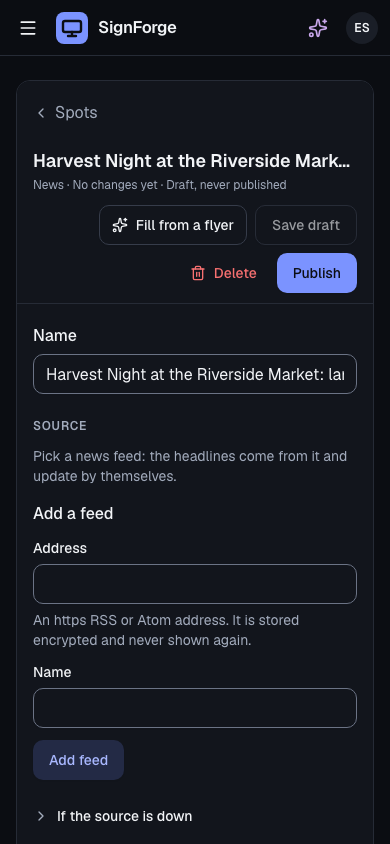 SignForge
ES
Spots
Harvest Night at the Riverside Mark...
News · No changes yet · Draft, never published
Fill from a flyer
Save draft
Delete
Publish
Name
Harvest Night at the Riverside Market: lan
SOURCE
Pick a news feed: the headlines come from it and
update by themselves.
Add a feed
Address
An https RSS or Atom address. It is stored
encrypted and never shown again.
Name
Add feed
If the source is down